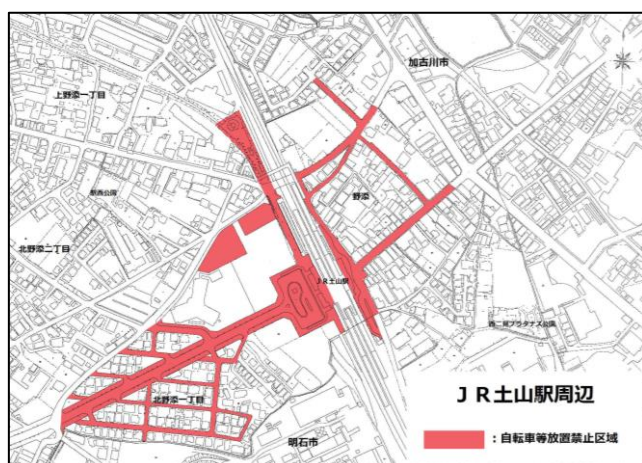 加古川市
上野添一丁目
野添
北野添二丁目
JR土山駅
北野添一丁目
明石市
JR土山駅周辺
：自転車等放置禁止区域